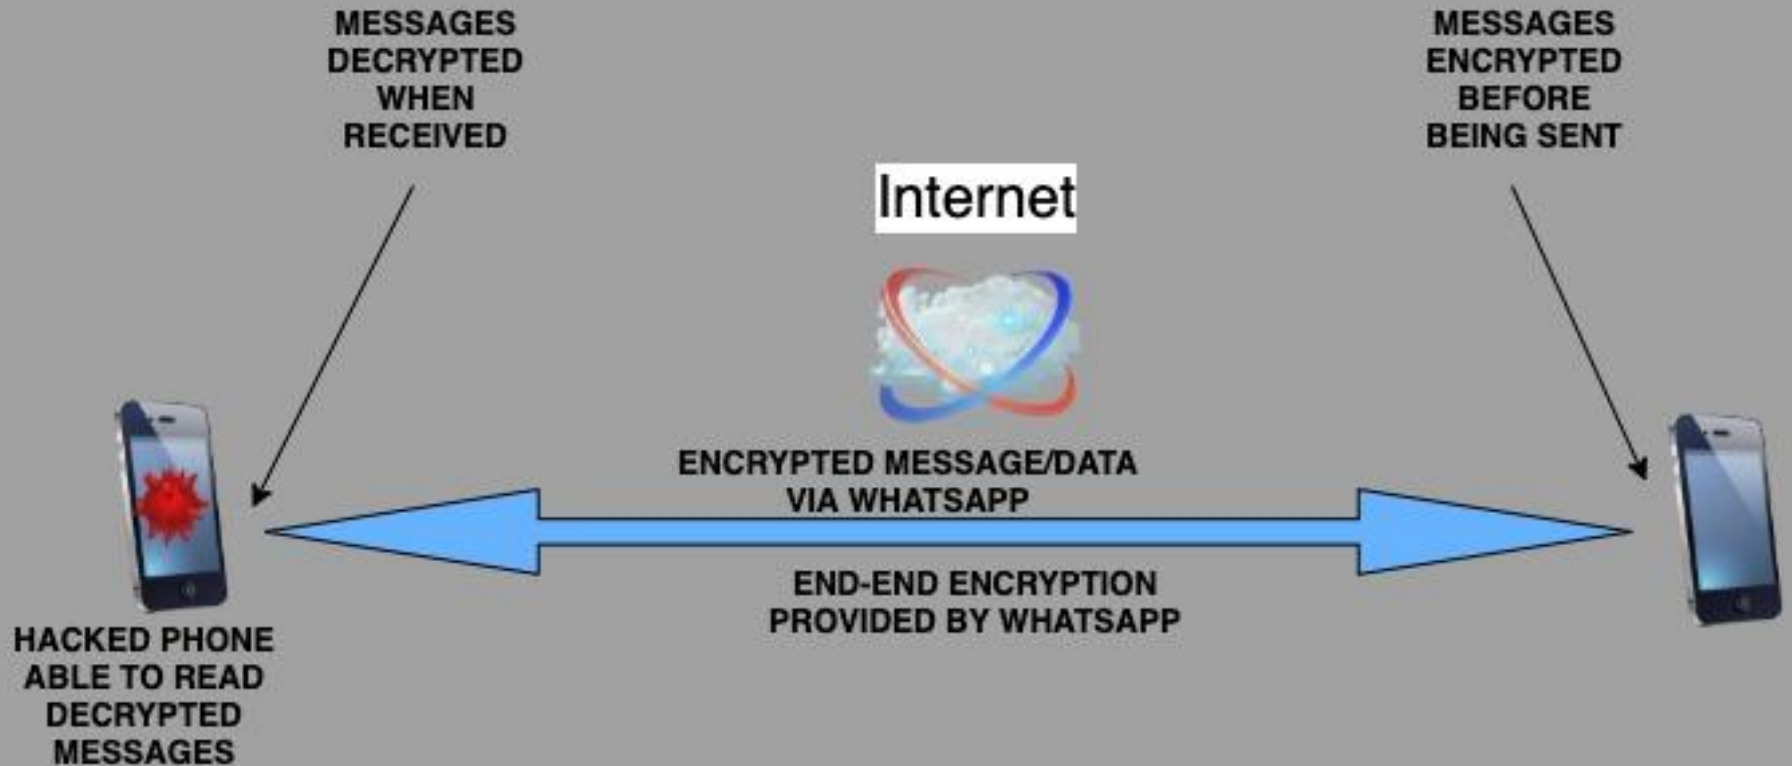 MESSAGES
DECRYPTED
WHEN
RECEIVED
MESSAGES
ENCRYPTED
BEFORE
BEING SENT
Internet
ENCRYPTED MESSAGE/DATA
VIA WHATSAPP
END-END ENCRYPTION
PROVIDED BY WHATSAPP
HACKED PHONE
ABLE TO READ
DECRYPTED
MESSAGES